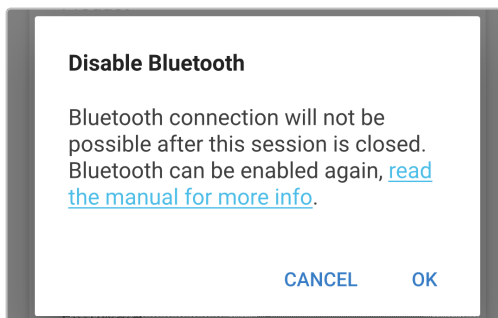 Disable Bluetooth
Bluetooth connection will not be
possible after this session is closed.
Bluetooth can be enabled again, read
the manual for more info.
CANCEL OK